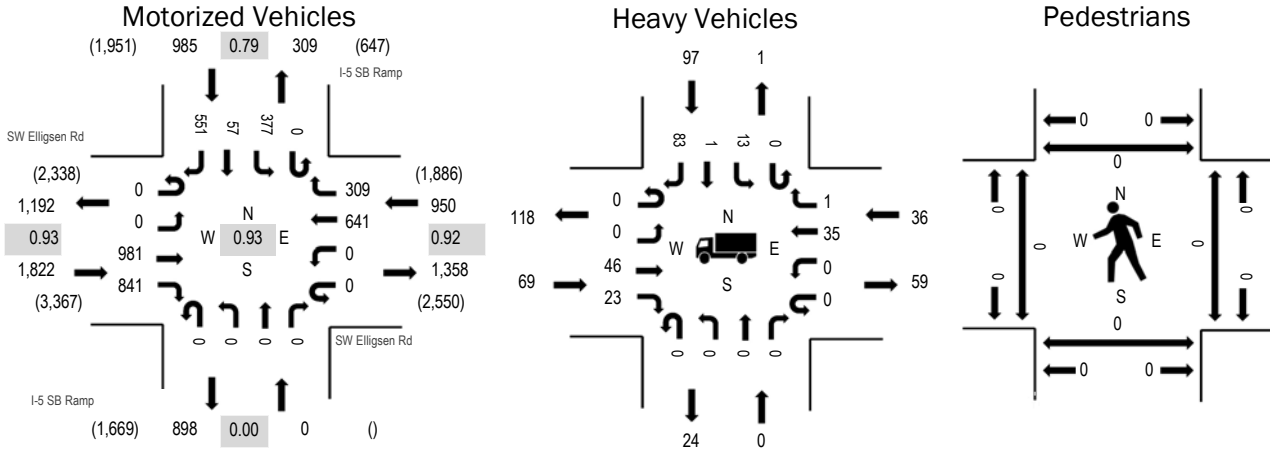 Motorized Vehicles
Heavy Vehicles
Pedestrians
(1,951) 985 0.79 309 (647)
I-5 SB Ramp
SW Elligsen Rd
551 57 377 0
(2,338)
1,192
0.93
1,822
(3,367)
0
0
981
841
N
W 0.93 E
S
309
641
0
0
(1,886)
950
0.92
1,358
(2,550)
0 0 0 0
SW Elligsen Rd
I-5 SB Ramp
(1,669) 898 0.00 0 ()
97 1
83 1 13 0
118
69
0
0
46
23
N
W E
S
1
35
0
0
36
59
0 0 0 0
24 0
0 0
0
0 0
0 0
N
W E
S
0 0
0
0 0